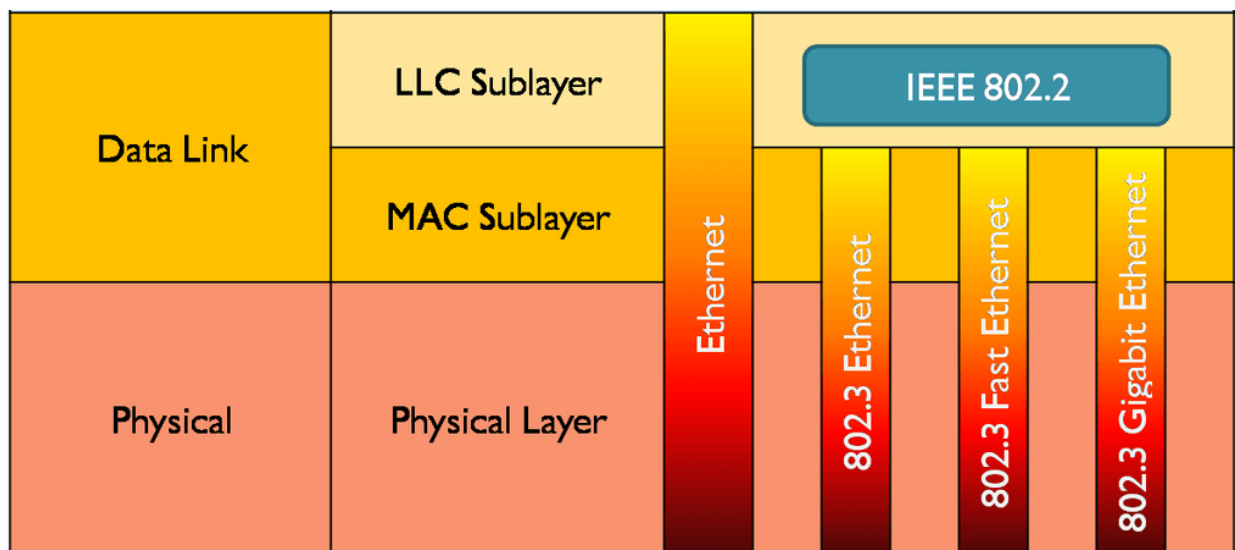 Data Link
LLC Sublayer
MAC Sublayer
Physical
Physical Layer
Ethernet
IEEE 802.2
802.3 Ethernet
802.3 Fast Ethernet
802.3 Gigabit Ethernet